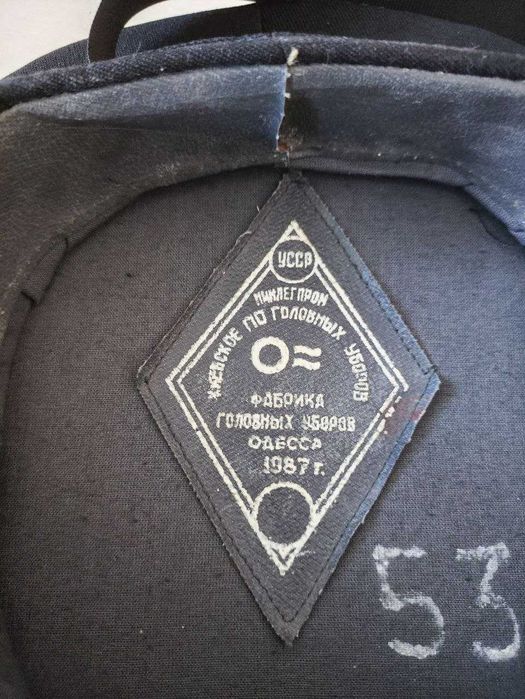 УССР
МИНЛЕГПРОМ
КИЕВСКОЕ ПО ГОЛОВНЫХ УБОРОВ
О≈
ФАБРИКА
ГОЛОВНЫХ УБОРОВ
ОДЕССА
1987 г.
53